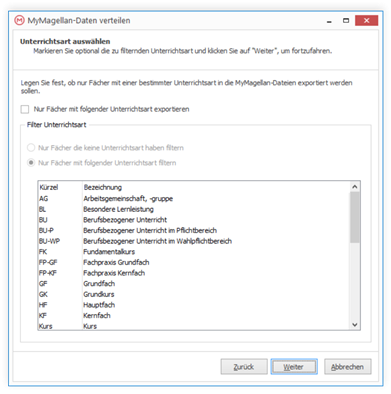 MyMagellan-Daten verteilen
Unterrichtsart auswählen
Markieren Sie optional die zu filternden Unterrichtsart und klicken Sie auf "Weiter", um fortzufahren.
Legen Sie fest, ob nur Fächer mit einer bestimmter Unterrichtsart in die MyMagellan-Dateien exportiert werden
sollen.
Nur Fächer mit folgender Unterrichtsart exportieren
Filter Unterrichtsart
Nur Fächer die keine Unterrichtsart haben filtern
Nur Fächer mit folgender Unterrichtsart filtern
Kürzel Bezeichnung
AG Arbeitsgemeinschaft, -gruppe
BL Besondere Lernleistung
BU Berufsbezogener Unterricht
BU-P Berufsbezogener Unterricht im Pflichtbereich
BU-WP Berufsbezogener Unterricht im Wahlpflichtbereich
FK Fundamentalkurs
FP-GF Fachpraxis Grundfach
FP-KF Fachpraxis Kernfach
GF Grundfach
GK Grundkurs
HF Hauptfach
KF Kernfach
Kurs Kurs
Zurück Weiter Abbrechen